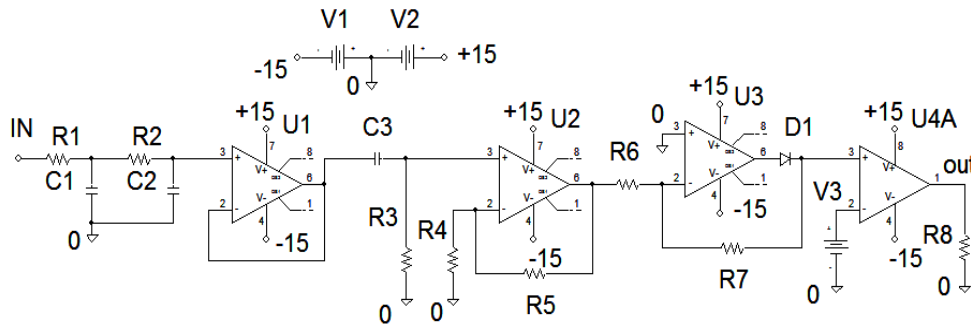 V1 V2
-15 +15
0
+15 +15 +15 +15
IN R1 R2 U1 C3 U2 R6 0 U3 D1 U4A
C1 C2
3 + 7 V+ 8 6 V- 1 2 - 4
3 + 7 V+ 8 6 V- 1 2 - 4
3 + 7 V+ 8 6 V- 1 2 - 4
3 + 8 V+ 1 out V- 2 - 4
0 -15 R3 R4 -15 -15 V3 -15 R8
R5 R7
0 0 0 0